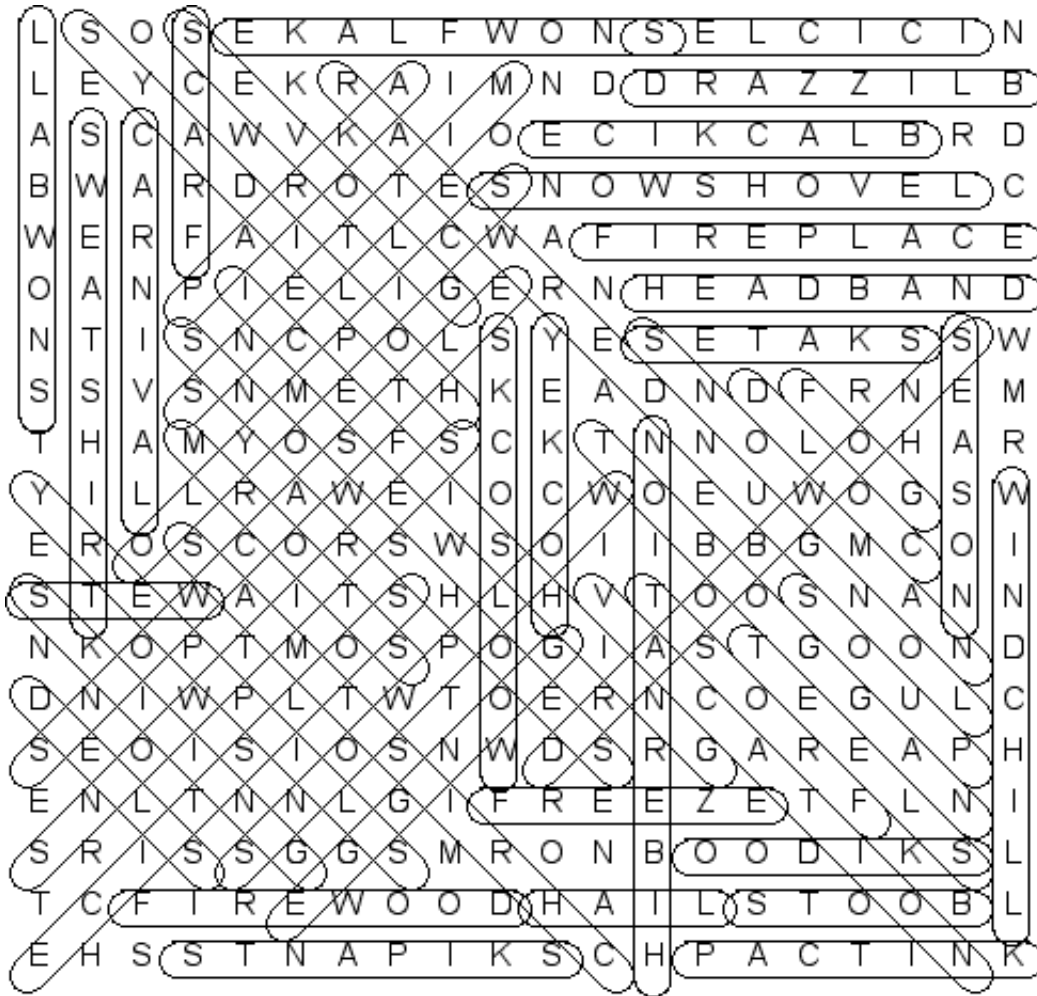 L S O S E K A L F W O N S E L C I C I N
L E Y C E K R A I M N D D R A Z Z I L B
A S C A W V K A I O E C I K C A L B R D
B W A R D R O T E S N O W S H O V E L C
W E R F A I T L C W A F I R E P L A C E
O A N P I E L I G E R N H E A D B A N D
N T I S N C P O L S Y E S E T A K S S W
S S V S N M E T H K E A D N D F R N E M
T H A M Y O S F S C K T N N O L O H A R
Y I L L R A W E I O C W O E U W O G S W
E R O S C O R S W S O I I B B G M C O I
S T E W A I T S H L H V T O O S N A N N
N K O P T M O S P O G I A S T G O O N D
D N I W P L T W T O E R N C O E G U L C
S E O I S I O S N W D S R G A R E A P H
E N L T N N L G I F R E E Z E T F L N I
S R I S S G G S M R O N B O O D I K S L
T C F I R E W O O D H A I L S T O O B L
E H S S T N A P I K S C H P A C T I N K